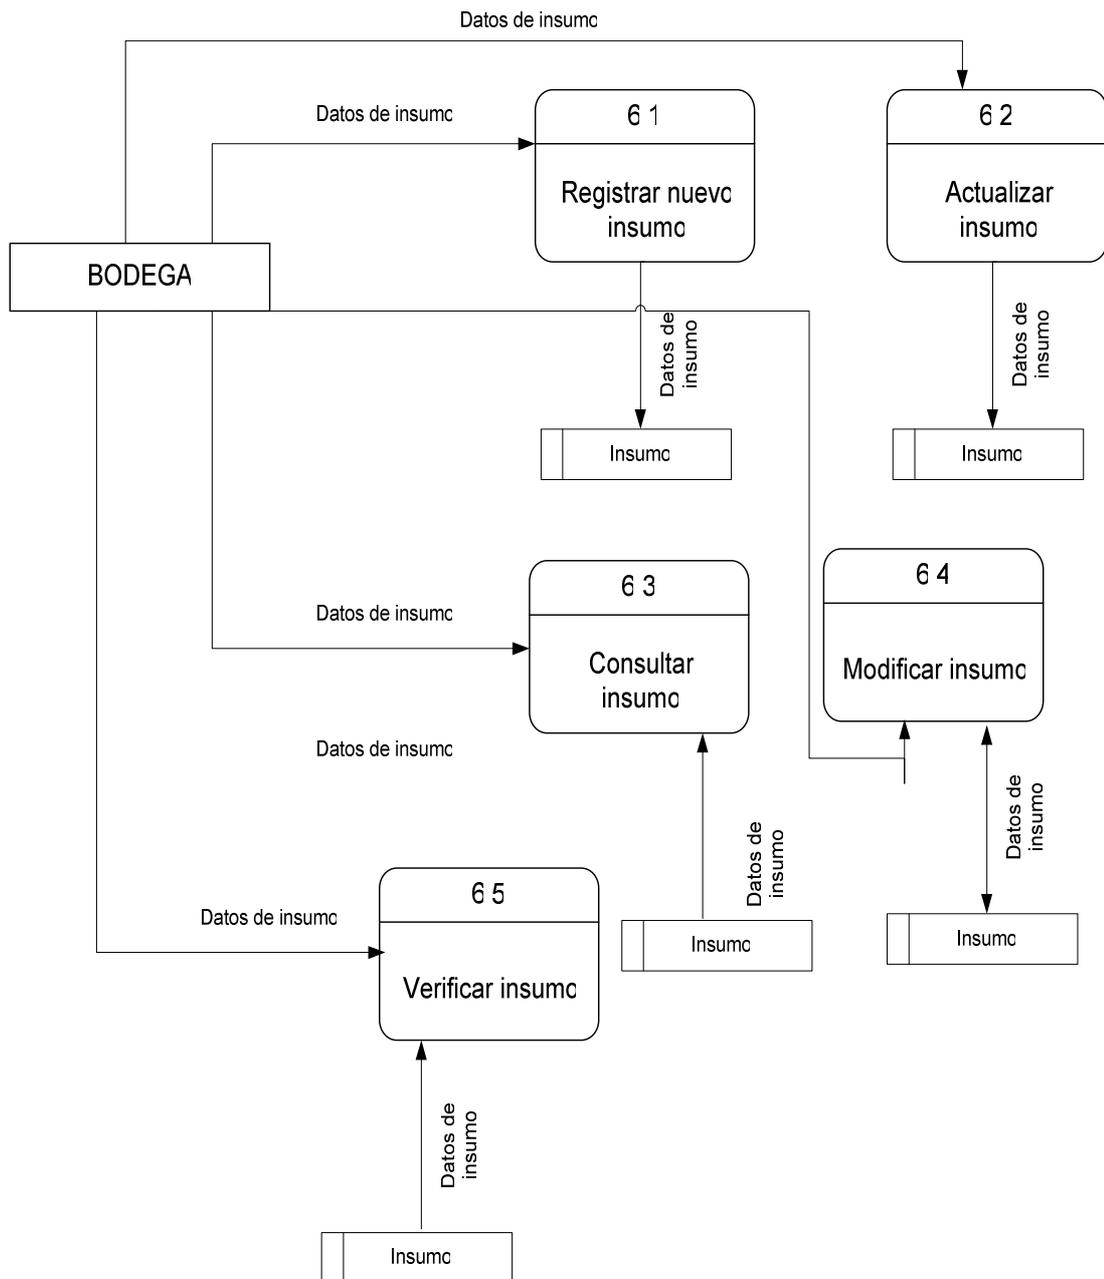 Datos de insumo
Datos de insumo
6 1
6 2
Registrar nuevo
insumo
Actualizar
insumo
BODEGA
Datos de
insumo
Datos de
insumo
Insumo
Insumo
6 3
6 4
Datos de insumo
Consultar
insumo
Modificar insumo
Datos de insumo
Datos de
insumo
Datos de
insumo
6 5
Datos de insumo
Insumo
Insumo
Verificar insumo
Datos de
insumo
Insumo